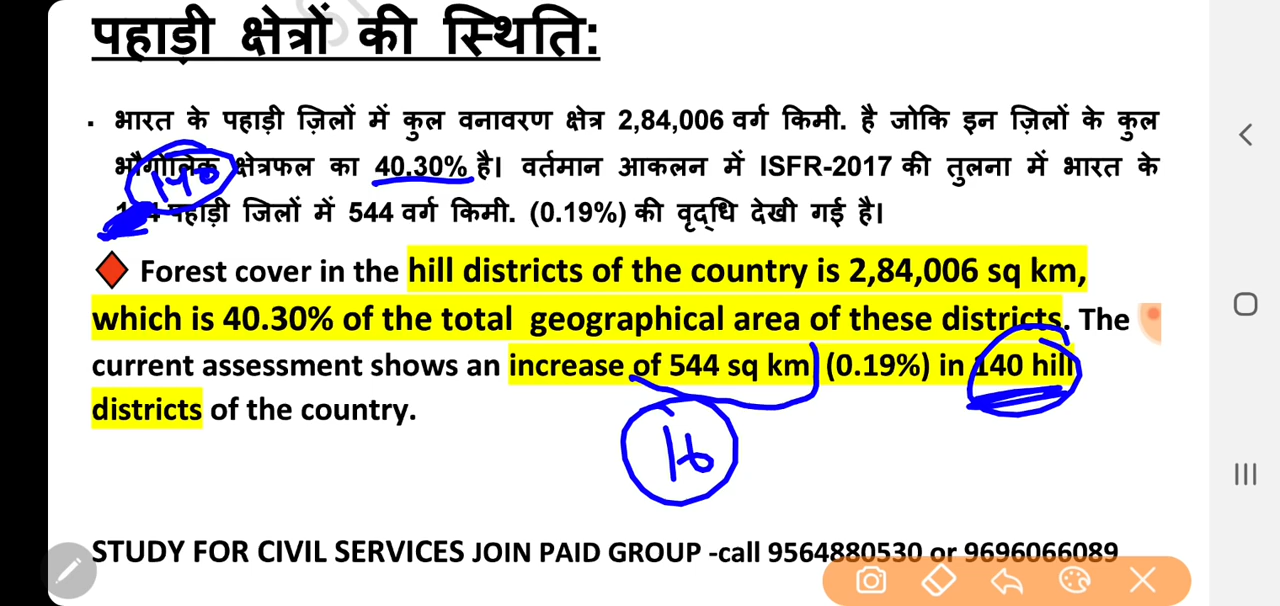 पहाड़ी क्षेत्रों की स्थिति:
. भारत के पहाड़ी ज़िलों में कुल वनावरण क्षेत्र 2,84,006 वर्ग किमी. है जोकि इन ज़िलों के कुल
भौगोलिक क्षेत्रफल का 40.30% है। वर्तमान आकलन में ISFR-2017 की तुलना में भारत के
140
पहाड़ी जिलों में 544 वर्ग किमी. (0.19%) की वृद्धि देखी गई है।
Forest cover in the hill districts of the country is 2,84,006 sq km,
which is 40.30% of the total geographical area of these districts. The
current assessment shows an increase of 544 sq km (0.19%) in 140 hill
districts of the country.
16
STUDY FOR CIVIL SERVICES JOIN PAID GROUP -call 9564880530 or 9696066089